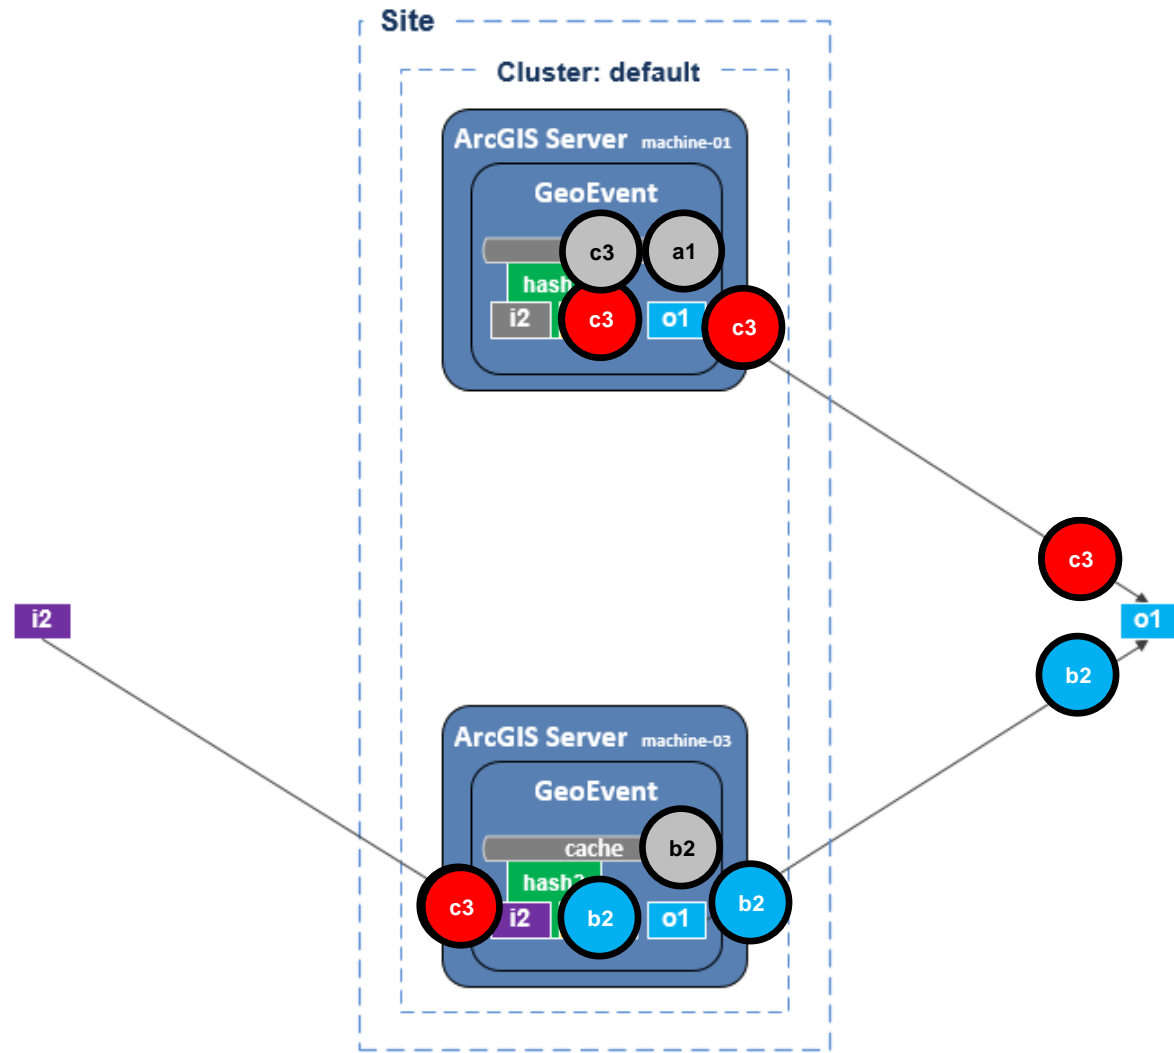 Site
Cluster: default
ArcGIS Server machine-01
GeoEvent
c3 a1
hash
i2 c3 o1 c3
c3
i2 o1
b2
ArcGIS Server machine-03
GeoEvent
cache b2
c3 i2 b2 o1 b2